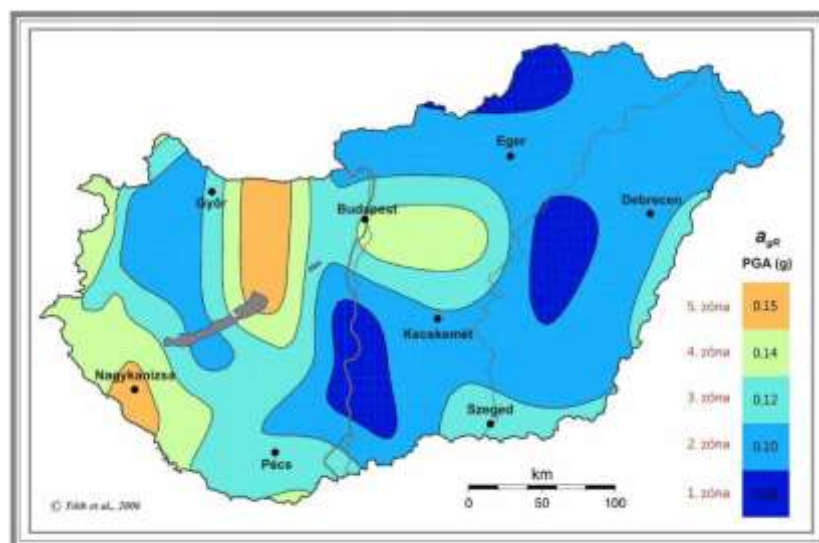 Eger
Győr
Budapest
Debrecen
a_gR
PGA (g)
5. zóna 0.15
Kecskemét
4. zóna 0.14
Nagykanizsa
3. zóna 0.12
Szeged
2. zóna 0.10
Pécs
km
1. zóna
0 50 100
© Tóth et al., 2006